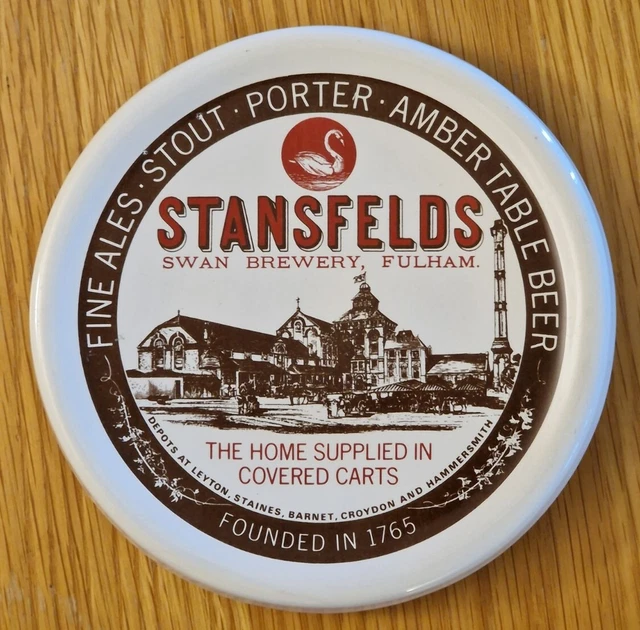 FINE ALES · STOUT · PORTER · AMBER TABLE BEER
STANSFELDS
SWAN BREWERY, FULHAM.
THE HOME SUPPLIED IN
COVERED CARTS
DEPOTS AT LEYTON, STAINES, BARNET, CROYDON AND HAMMERSMITH
FOUNDED IN 1765